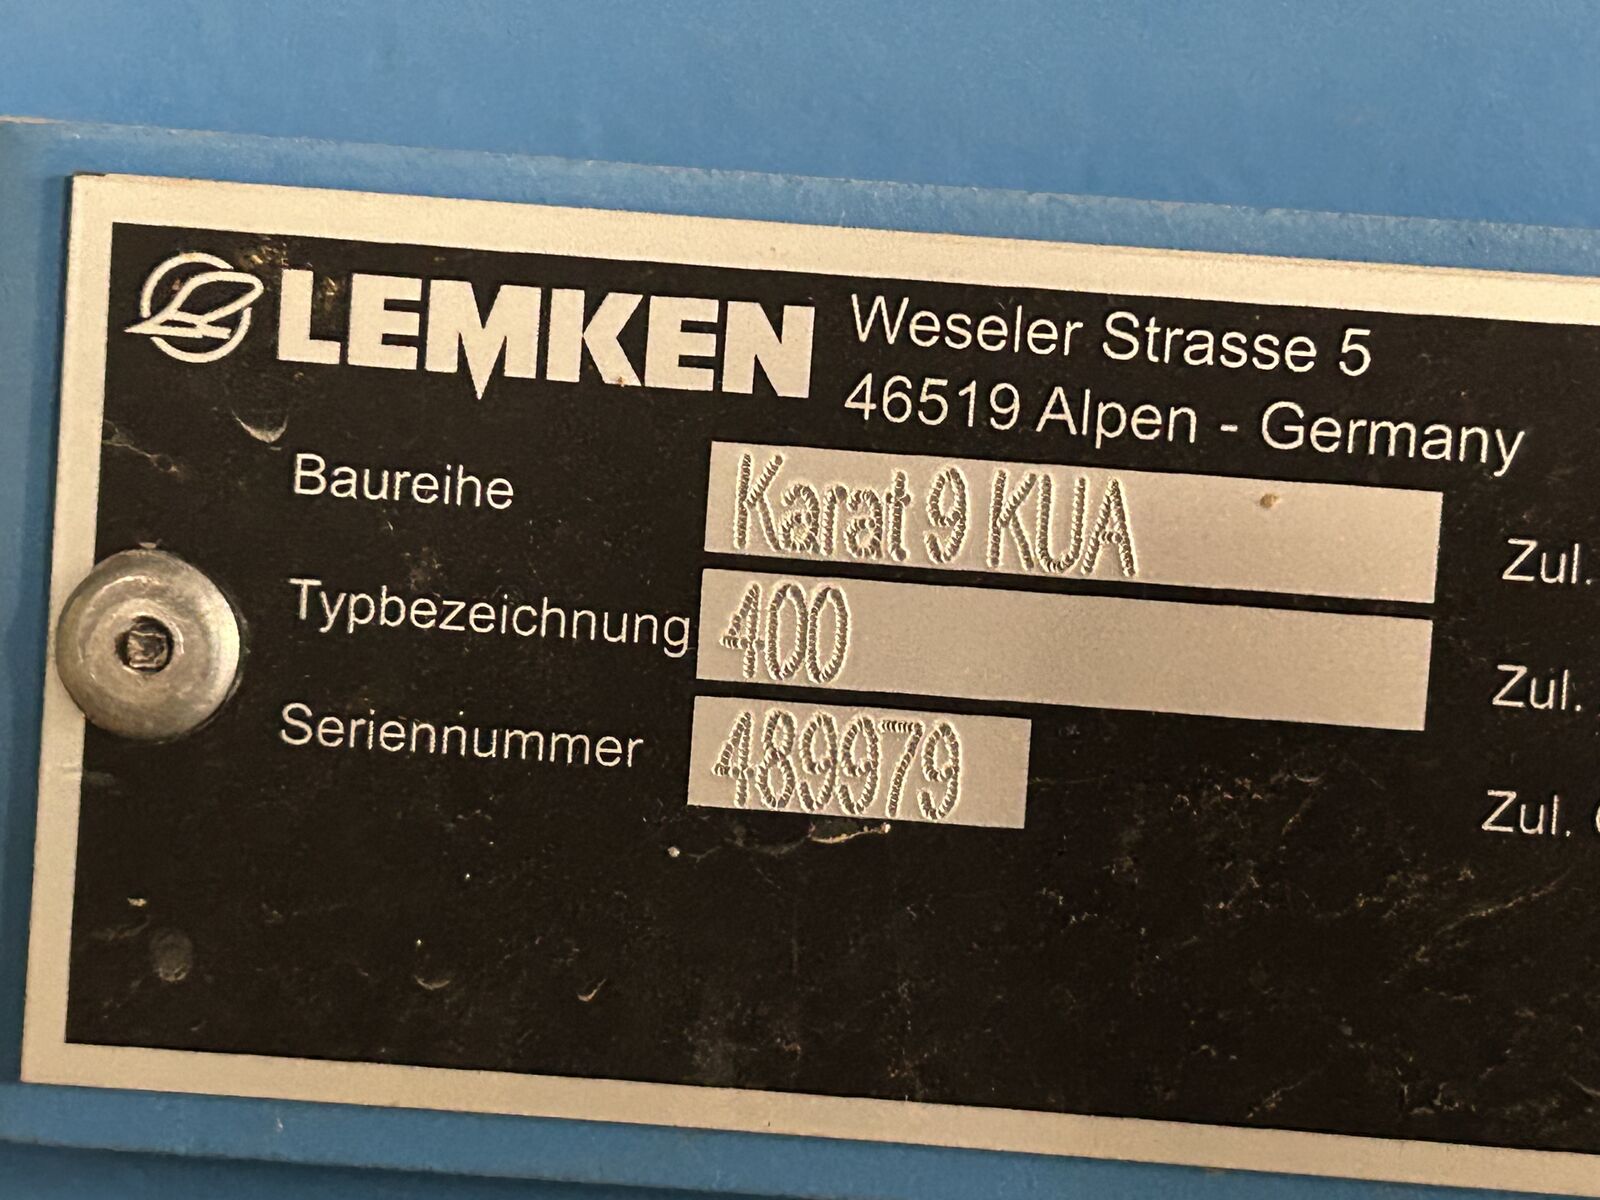 LEMKEN
Weseler Strasse 5
46519 Alpen - Germany
Baureihe Karat 9 KUA
Typbezeichnung 400
Seriennummer 489979
Zul.
Zul.
Zul.